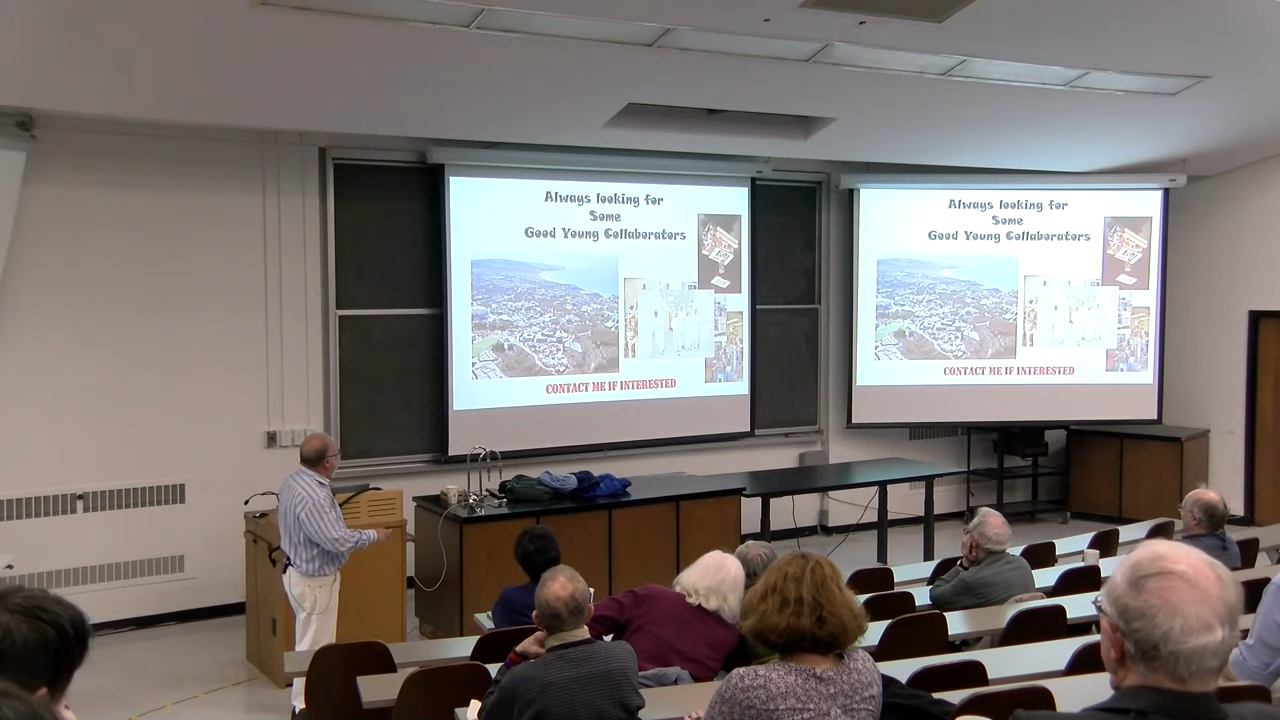 Always looking for
Some
Good Young Collaborators
CONTACT ME IF INTERESTED
Always looking for
Some
Good Young Collaborators
CONTACT ME IF INTERESTED